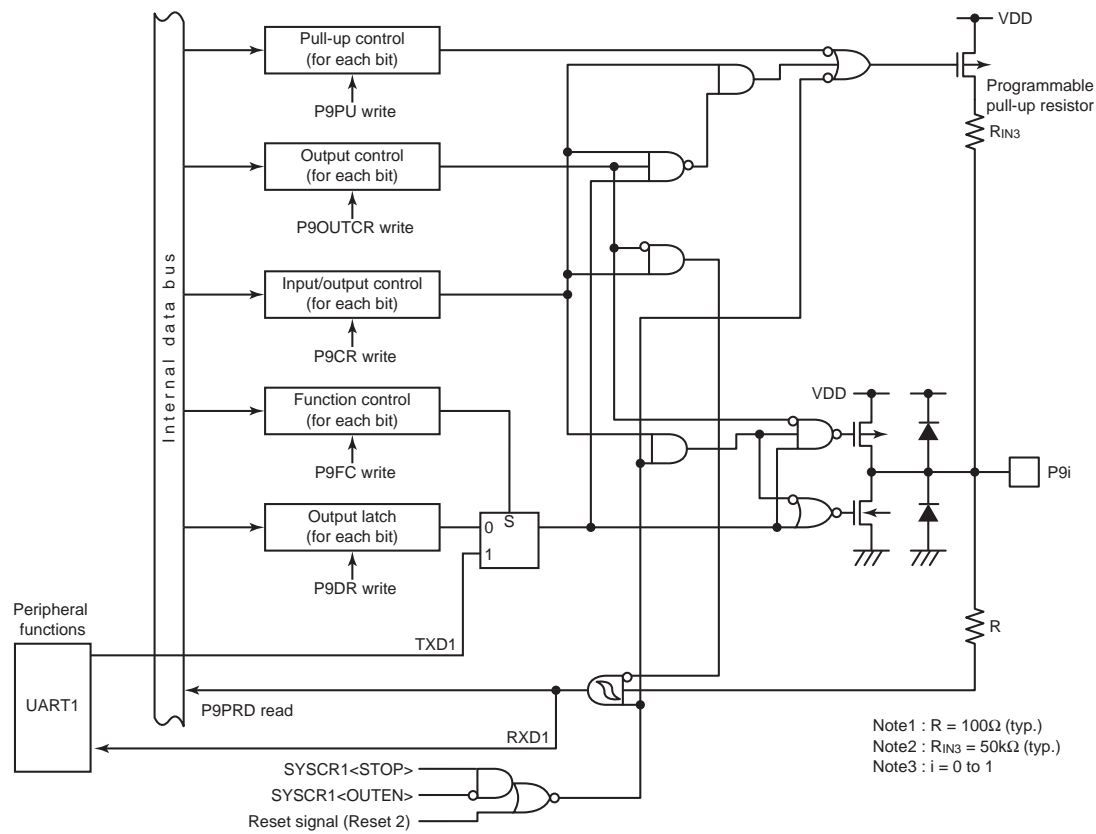 VDD
Pull-up control
(for each bit)
P9PU write
Programmable
pull-up resistor
RIN3
Output control
(for each bit)
P9OUTCR write
Internal data bus
Input/output control
(for each bit)
P9CR write
Function control
(for each bit)
P9FC write
VDD
P9i
Output latch
(for each bit)
P9DR write
0
S
1
Peripheral
functions
UART1
TXD1
R
P9PRD read
RXD1
SYSCR1<STOP>
SYSCR1<OUTEN>
Reset signal (Reset 2)
Note1 : R = 100Ω (typ.)
Note2 : RIN3 = 50kΩ (typ.)
Note3 : i = 0 to 1